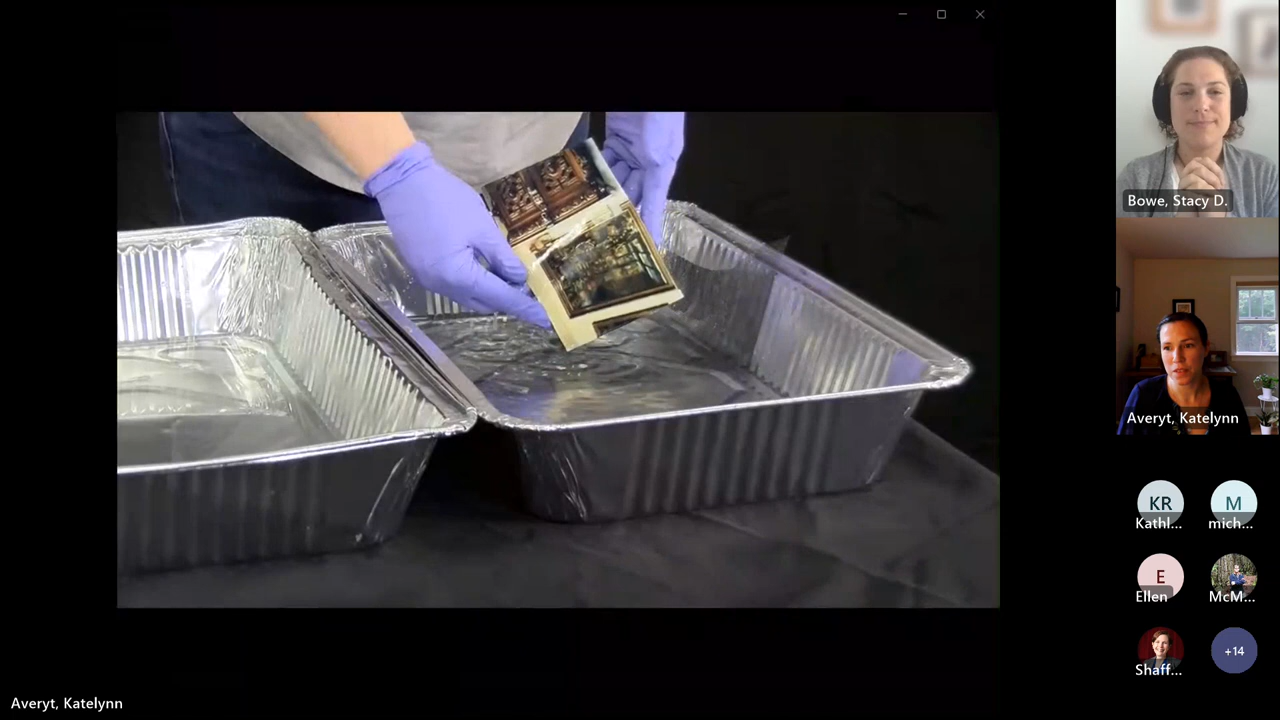 Bowe, Stacy D.
Averyt, Katelynn
KR
M
Kathl...
mich...
E
Ellen
McM...
Shaff...
+14
Averyt, Katelynn